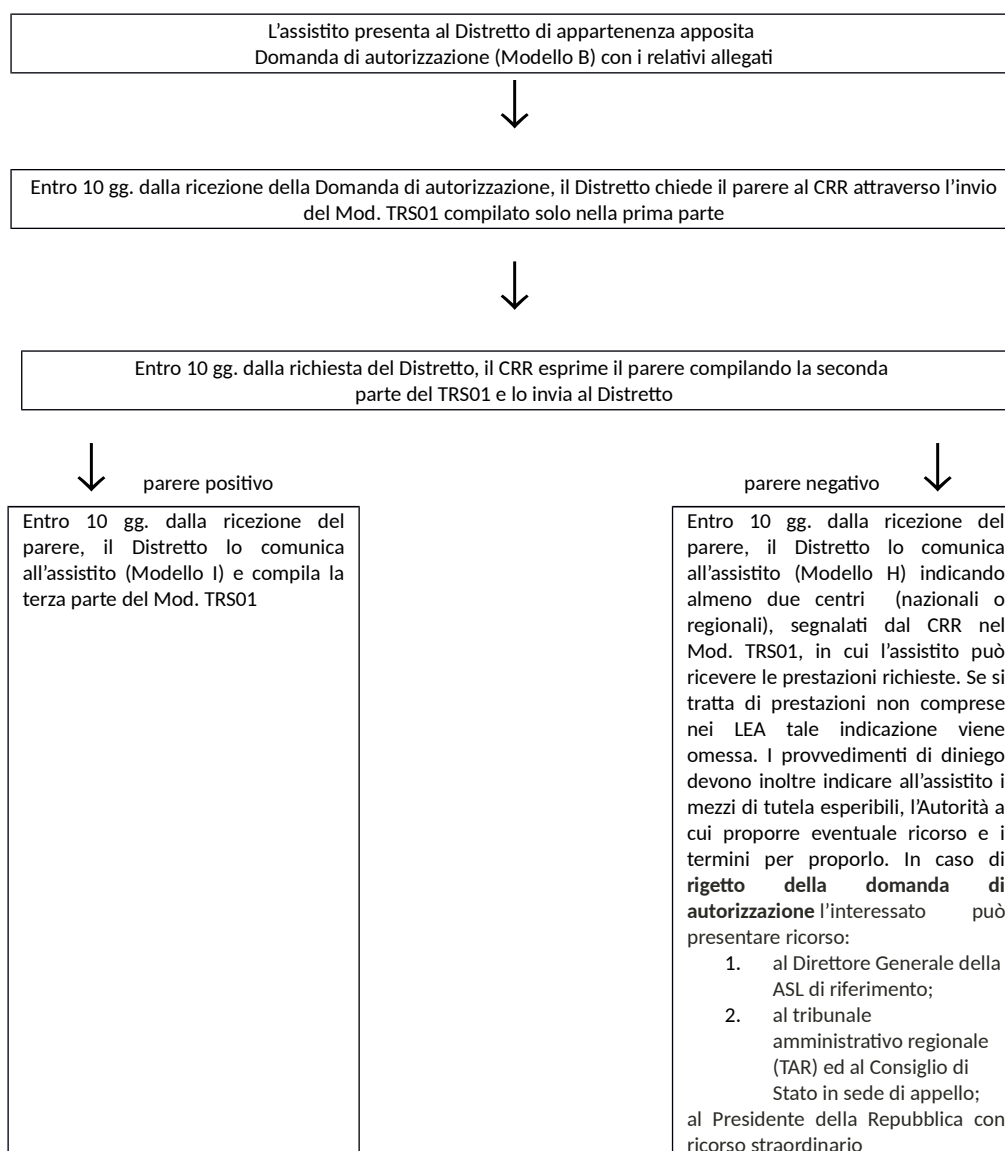 L’assistito presenta al Distretto di appartenenza apposita
Domanda di autorizzazione (Modello B) con i relativi allegati
Entro 10 gg. dalla ricezione della Domanda di autorizzazione, il Distretto chiede il parere al CRR attraverso l’invio
del Mod. TRS01 compilato solo nella prima parte
Entro 10 gg. dalla richiesta del Distretto, il CRR esprime il parere compilando la seconda
parte del TRS01 e lo invia al Distretto
parere positivo
Entro 10 gg. dalla ricezione del
parere, il Distretto lo comunica
all’assistito (Modello I) e compila la
terza parte del Mod. TRS01
parere negativo
Entro 10 gg. dalla ricezione del
parere, il Distretto lo comunica
all’assistito (Modello H) indicando
almeno due centri (nazionali o
regionali), segnalati dal CRR nel
Mod. TRS01, in cui l’assistito può
ricevere le prestazioni richieste. Se si
tratta di prestazioni non comprese
nei LEA tale indicazione viene
omessa. I provvedimenti di diniego
devono inoltre indicare all’assistito i
mezzi di tutela esperibili, l’Autorità a
cui proporre eventuale ricorso e i
termini per proporlo. In caso di
rigetto della domanda di
autorizzazione l’interessato può
presentare ricorso:
1. al Direttore Generale della
ASL di riferimento;
2. al tribunale
amministrativo regionale
(TAR) ed al Consiglio di
Stato in sede di appello;
al Presidente della Repubblica con
ricorso straordinario